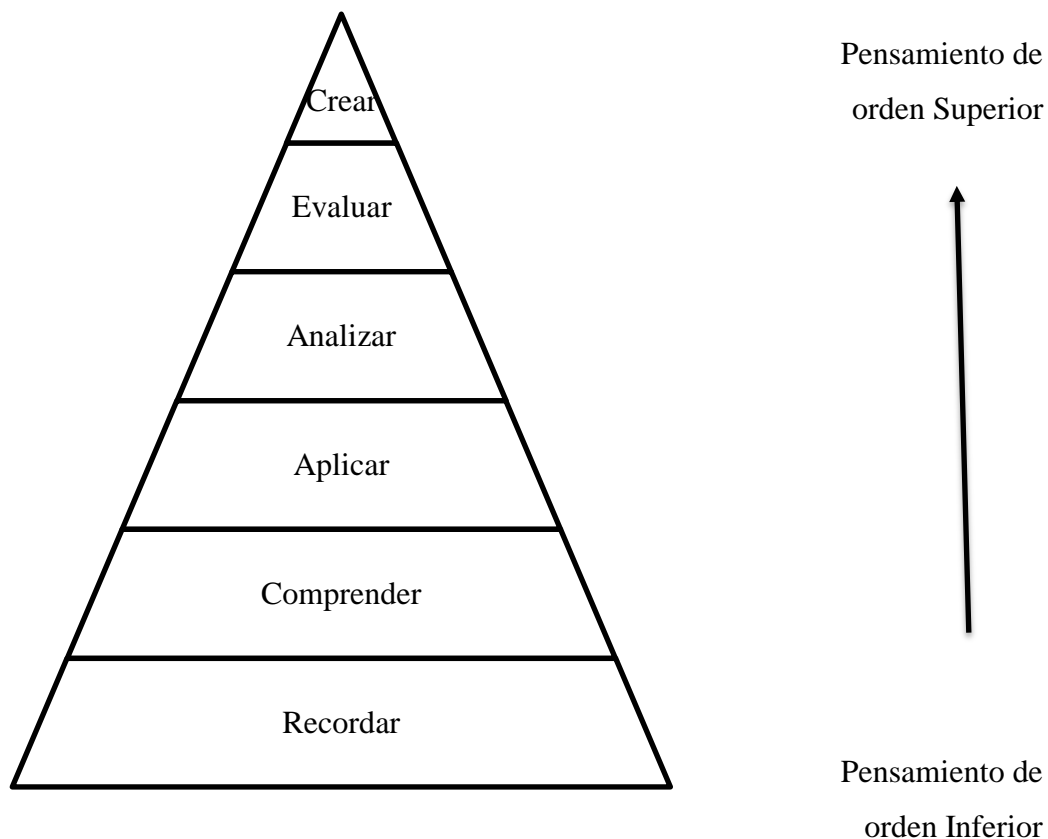 Pensamiento de
orden Superior
Crear
Evaluar
Analizar
Aplicar
Comprender
Recordar
Pensamiento de
orden Inferior